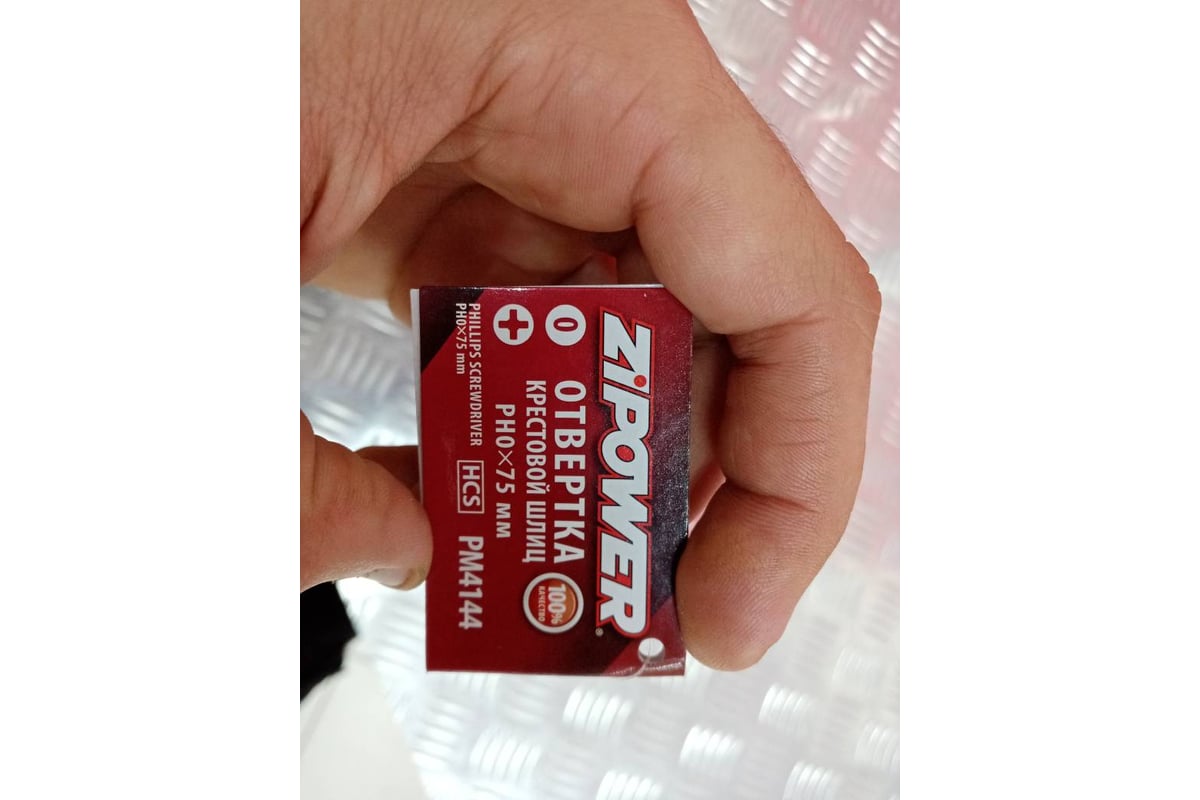 ZIPOWER®
0
ОТВЕРТКА
КРЕСТОВОЙ ШЛИЦ
100%
КАЧЕСТВО
PH0×75 мм
PHILLIPS SCREWDRIVER
PH0×75 mm
HCS
PM4144